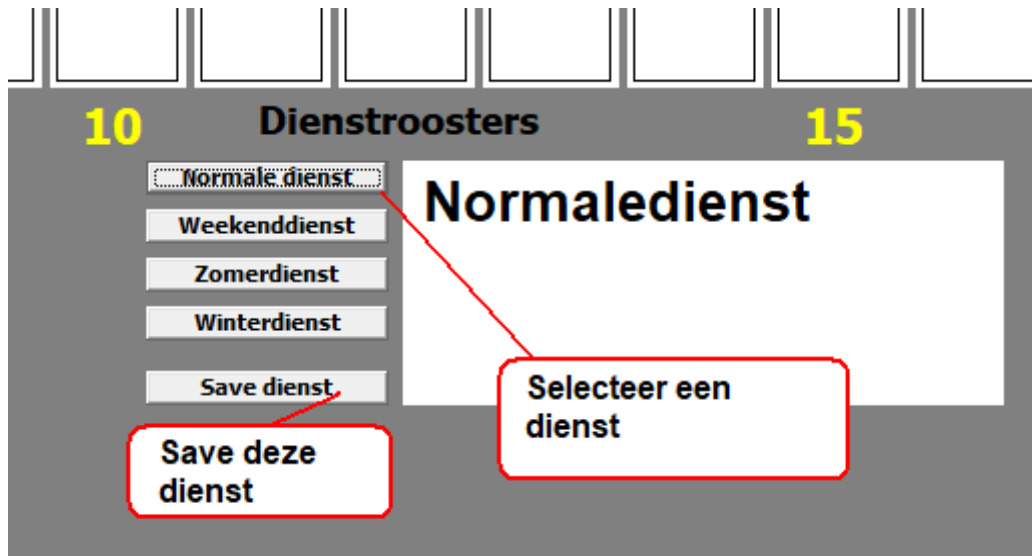 10 Dienstroosters 15
Normale dienst
Normaledienst
Weekenddienst
Zomerdienst
Winterdienst
Save dienst
Selecteer een
dienst
Save deze
dienst